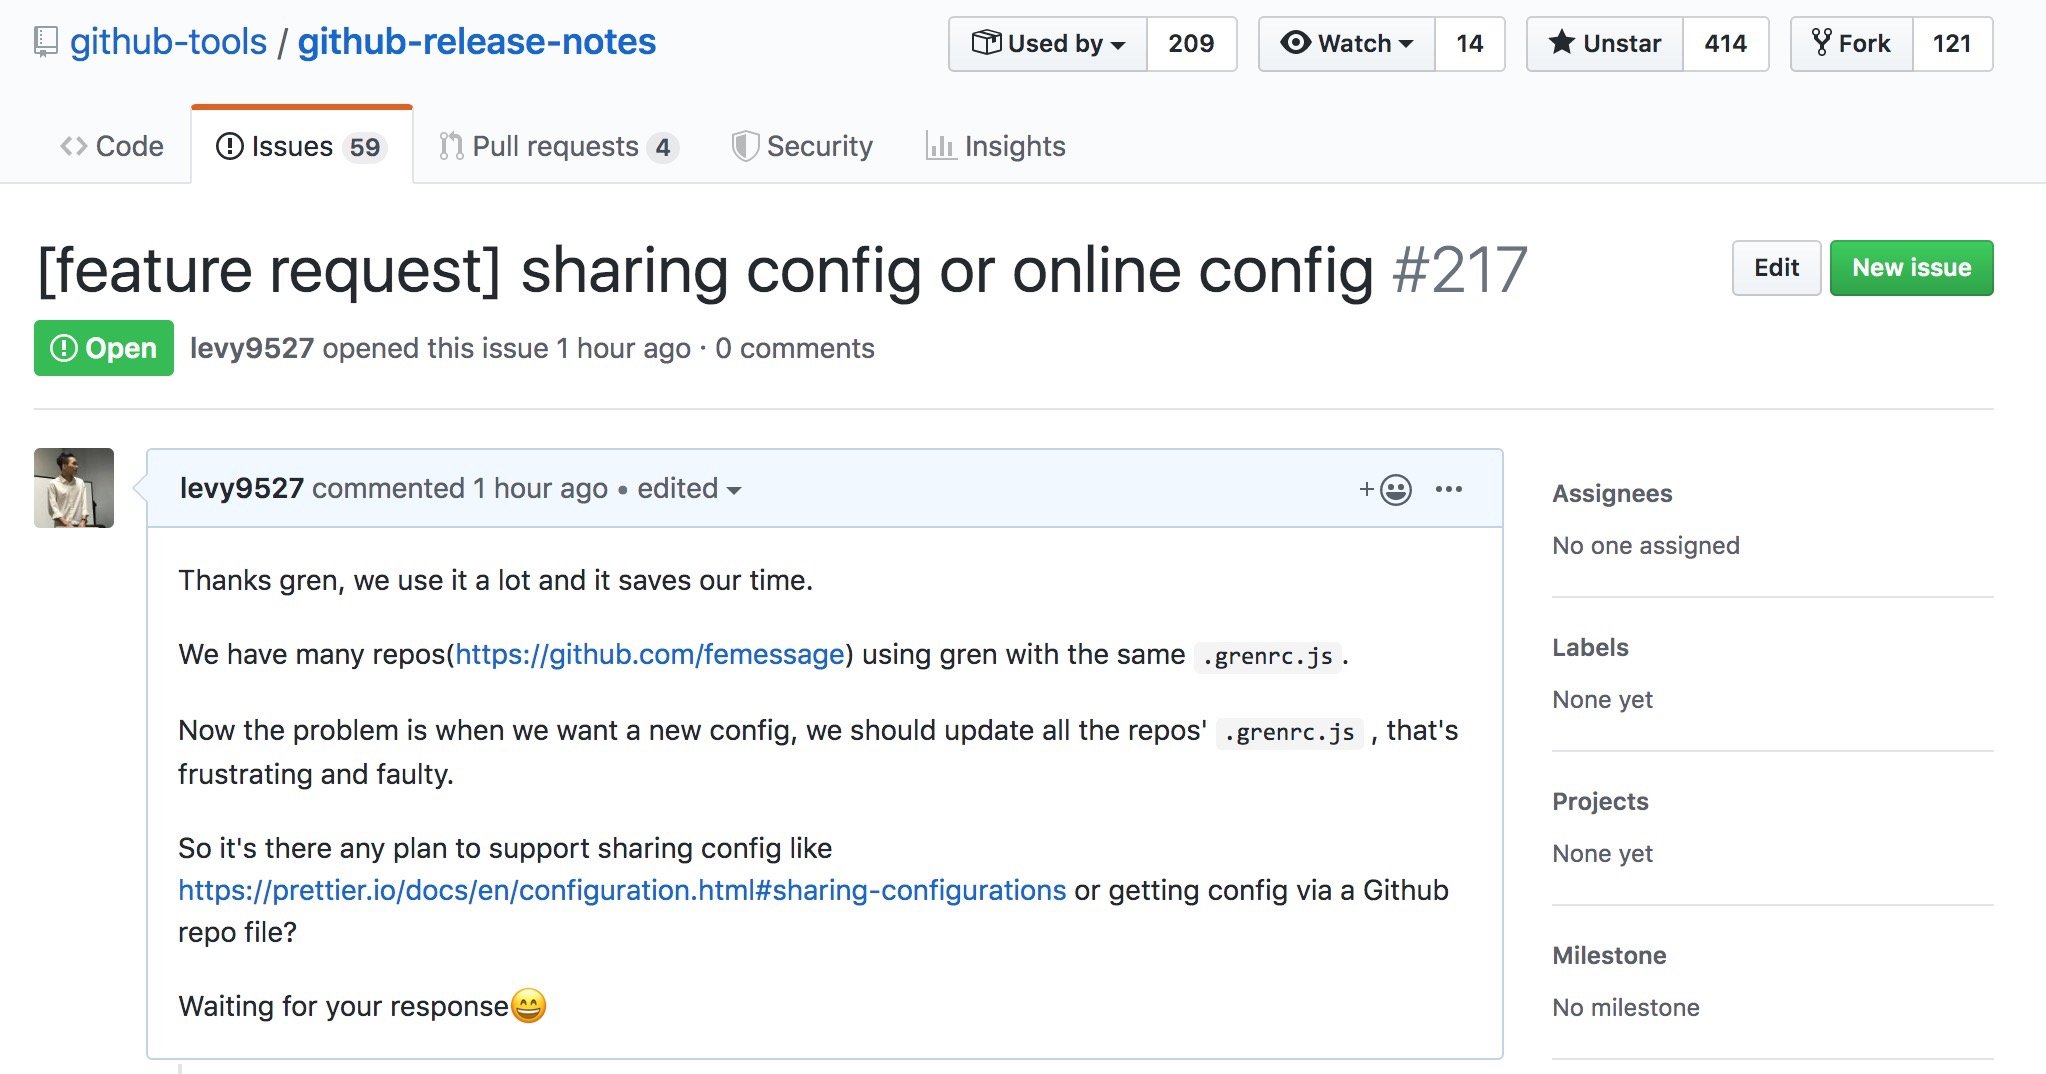 github-tools / github-release-notes
Used by 209 Watch 14 Unstar 414 Fork 121
Code Issues 59 Pull requests 4 Security Insights
[feature request] sharing config or online config #217
Edit New issue
Open levy9527 opened this issue 1 hour ago · 0 comments
levy9527 commented 1 hour ago • edited
Thanks gren, we use it a lot and it saves our time.
We have many repos(https://github.com/femessage) using gren with the same .grenrc.js.
Now the problem is when we want a new config, we should update all the repos' .grenrc.js , that's
frustrating and faulty.
So it's there any plan to support sharing config like
https://prettier.io/docs/en/configuration.html#sharing-configurations or getting config via a Github
repo file?
Waiting for your response😄
Assignees
No one assigned
Labels
None yet
Projects
None yet
Milestone
No milestone